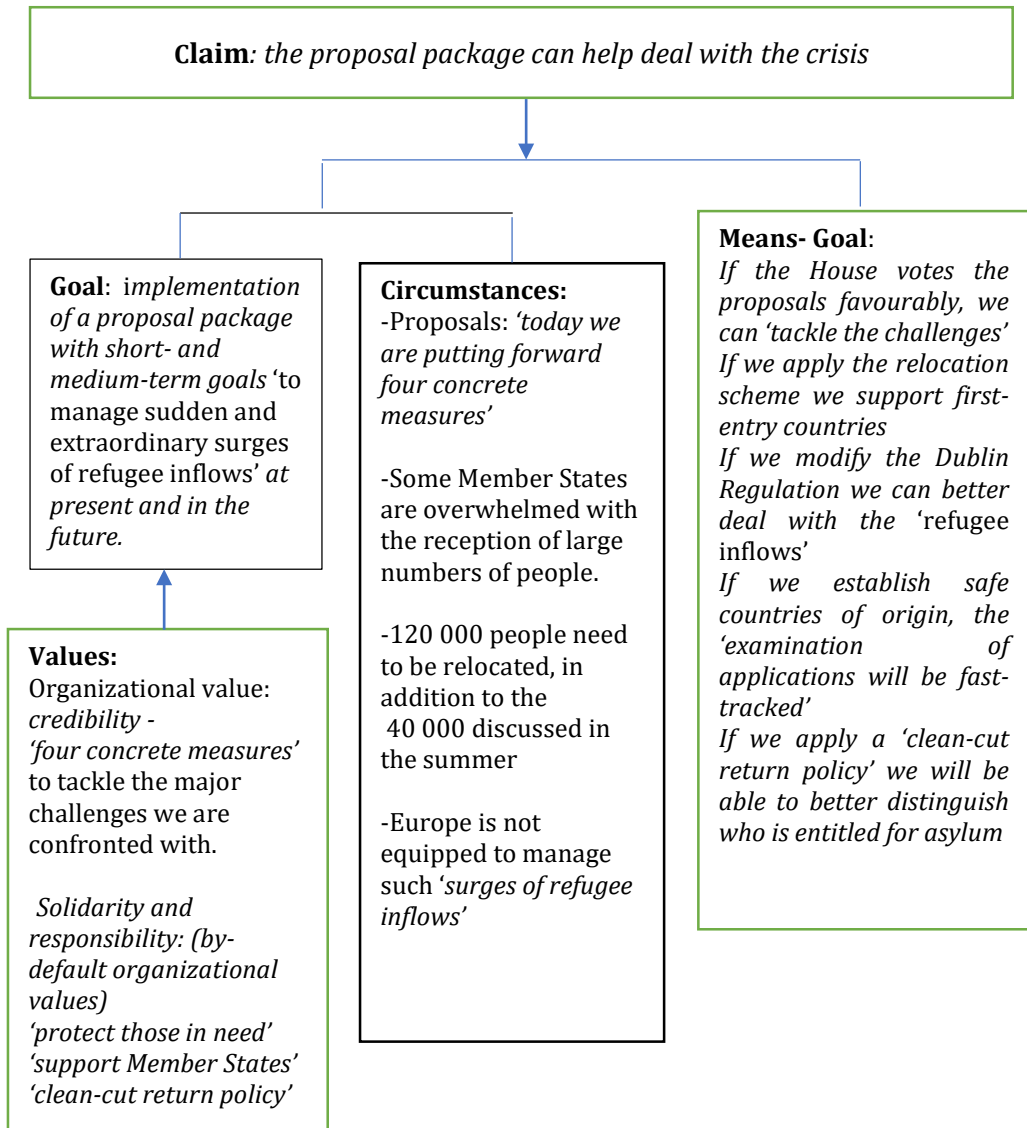 Claim: the proposal package can help deal with the crisis
Goal: implementation
of a proposal package
with short- and
medium-term goals ‘to
manage sudden and
extraordinary surges
of refugee inflows’ at
present and in the
future.
Values:
Organizational value:
credibility -
‘four concrete measures’
to tackle the major
challenges we are
confronted with.
Solidarity and
responsibility: (by-
default organizational
values)
‘protect those in need’
‘support Member States’
‘clean-cut return policy’
Circumstances:
-Proposals: ‘today we
are putting forward
four concrete
measures’
-Some Member States
are overwhelmed with
the reception of large
numbers of people.
-120 000 people need
to be relocated, in
addition to the
40 000 discussed in
the summer
-Europe is not
equipped to manage
such ‘surges of refugee
inflows’
Means- Goal:
If the House votes the
proposals favourably, we
can ‘tackle the challenges’
If we apply the relocation
scheme we support first-
entry countries
If we modify the Dublin
Regulation we can better
deal with the ‘refugee
inflows’
If we establish safe
countries of origin, the
‘examination of
applications will be fast-
tracked’
If we apply a ‘clean-cut
return policy’ we will be
able to better distinguish
who is entitled for asylum